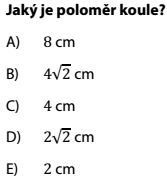 Jaký je poloměr koule?
A) 8 cm
B) 4√2 cm
C) 4 cm
D) 2√2 cm
E) 2 cm